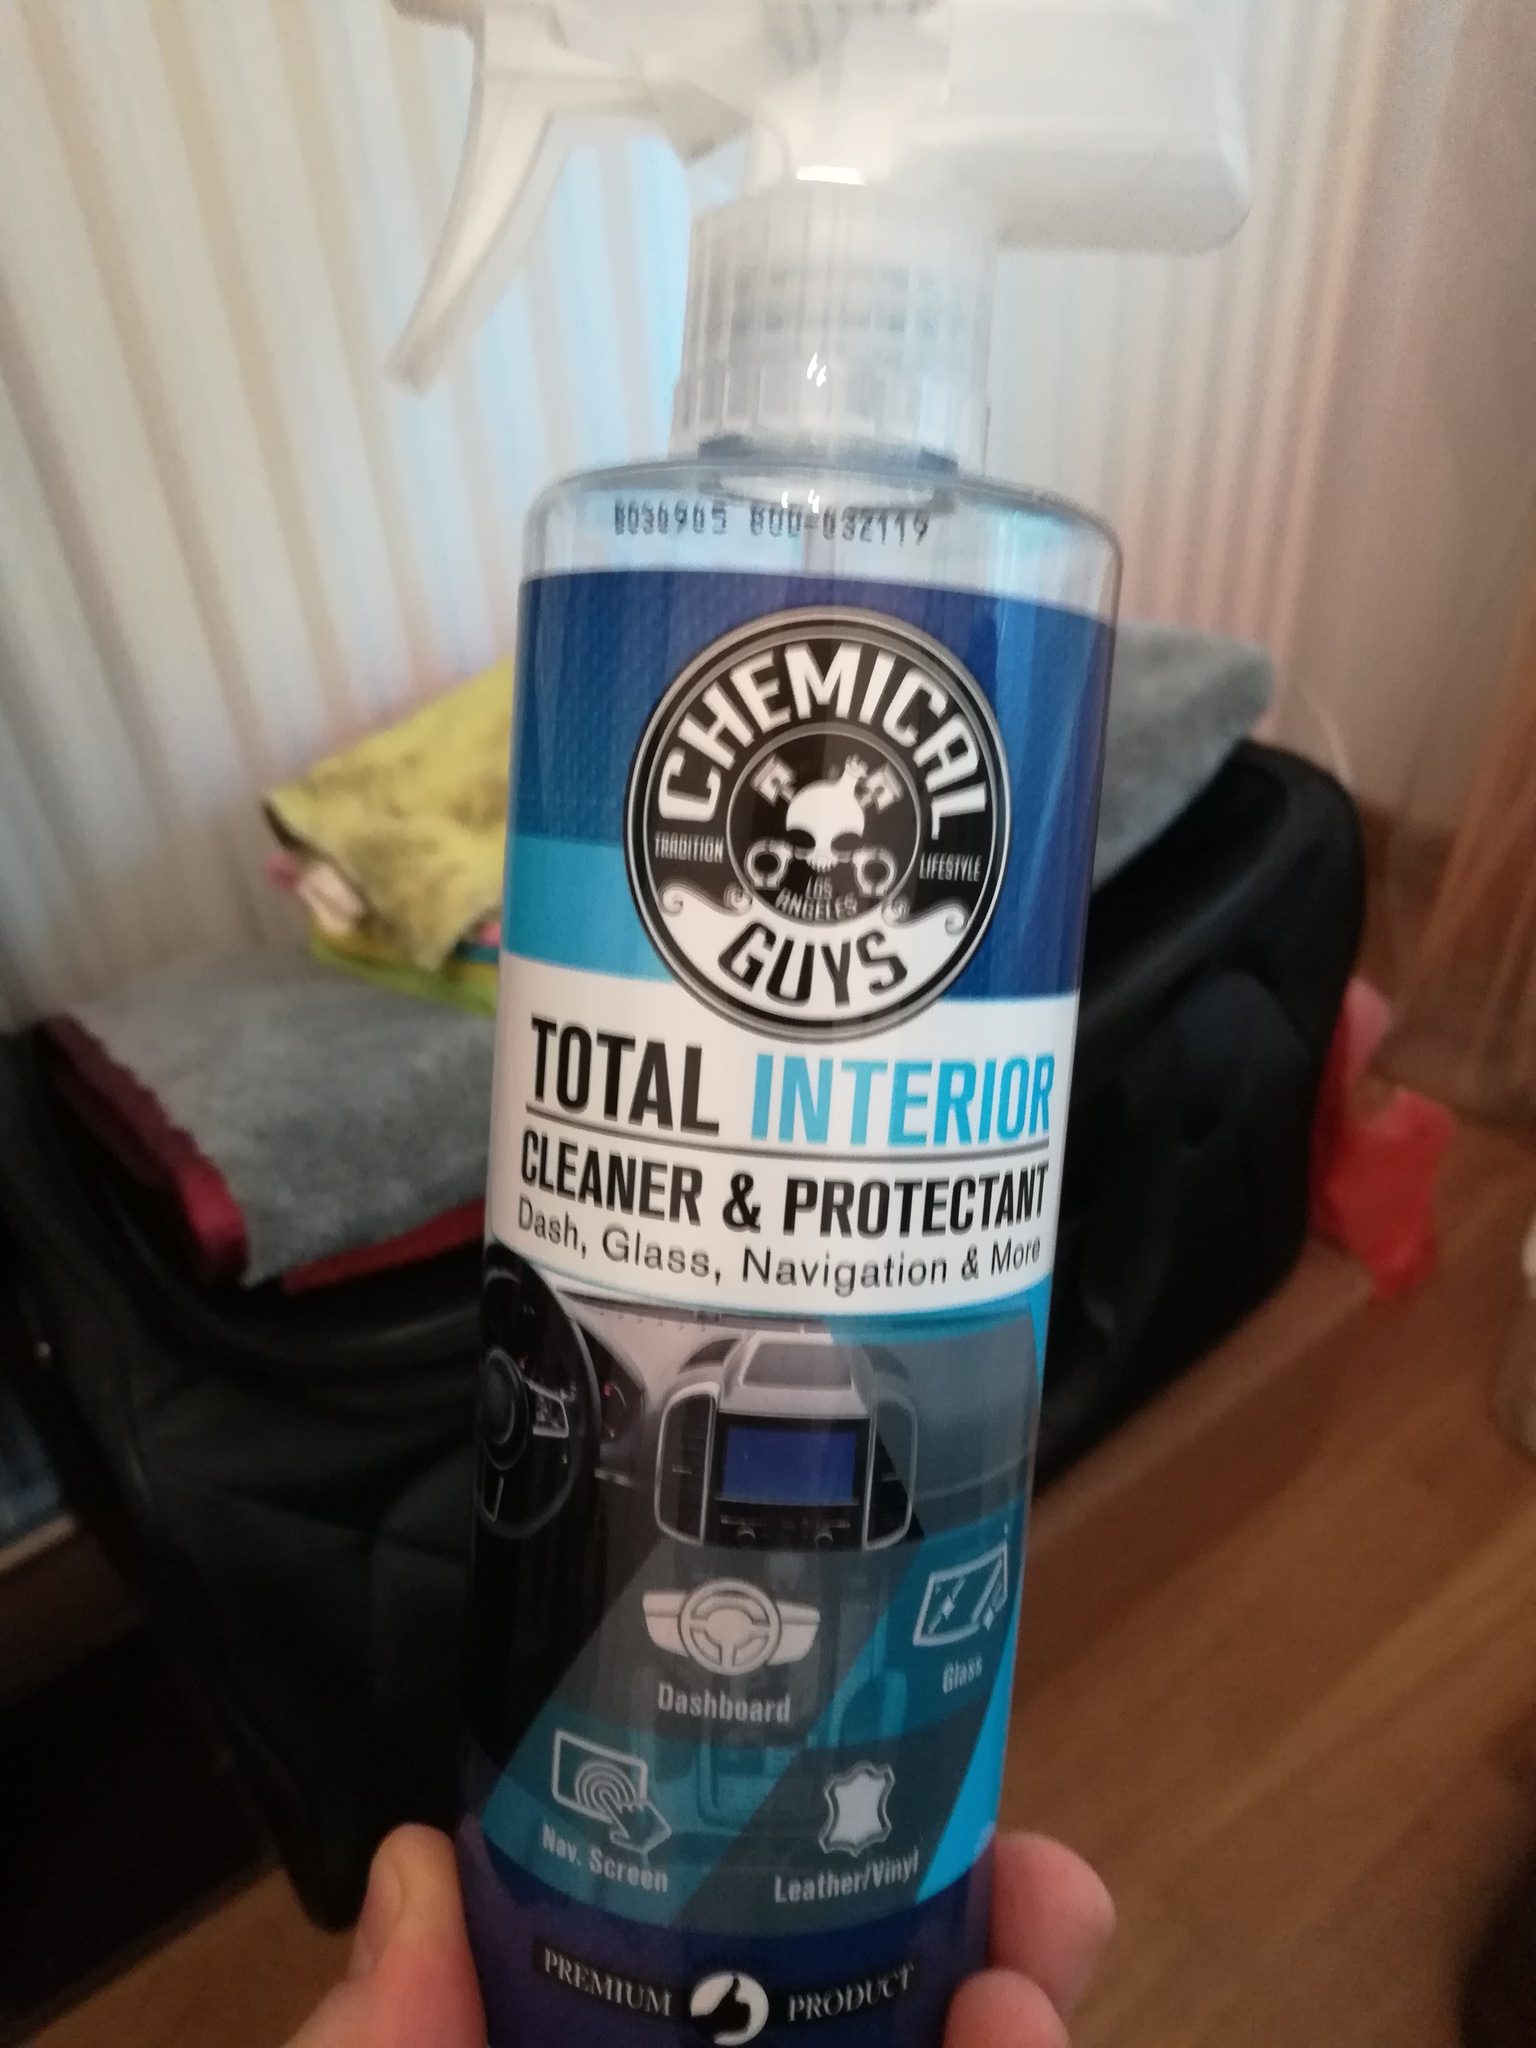 CHEMICAL
TRADITION
LIFESTYLE
LOS
ANGELES
GUYS
TOTAL INTERIOR
CLEANER & PROTECTANT
Dash, Glass, Navigation & More
Glass
Dashboard
Nav. Screen
Leather/Vinyl
PREMIUM PRODUCT